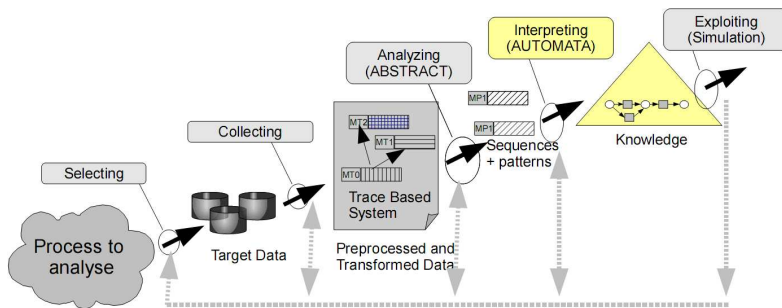 Exploiting
(Simulation)
Interpreting
(AUTOMATA)
Analyzing
(ABSTRACT)
Collecting
Selecting
MP1
MP1
MT2
MT1
MT0
Trace Based
System
Sequences
+ patterns
Knowledge
Process to
analyse
Target Data
Preprocessed and
Transformed Data